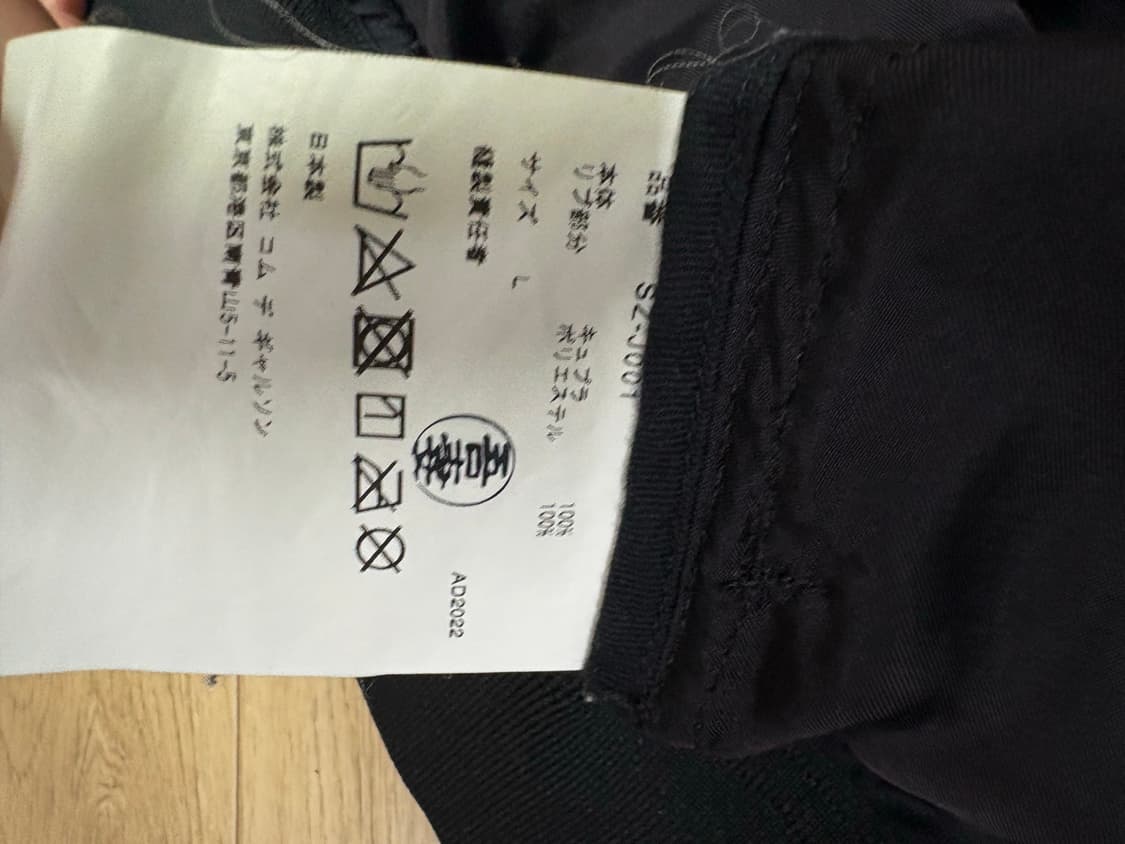 品番 SZ-J001
本体 キュプラ 100%
リブ部分 ポリエステル 100%
サイズ L
縫製責任者 吾妻
AD2022
日本製
株式会社 コム デ ギャルソン
東京都港区南青山5-11-5